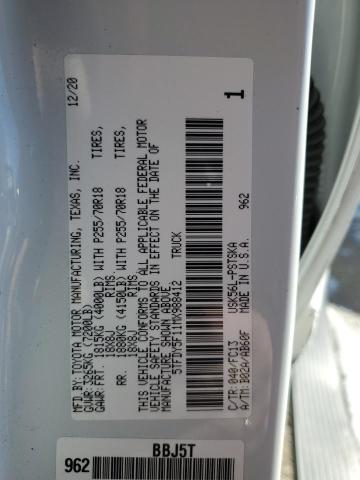 MFD.BY:TOYOTA MOTOR MANUFACTURING, TEXAS, INC. 12/20
GVWR:3265KG(7200LB)
GAWR:FRT. 1815KG (4000LB) WITH P255/70R18 TIRES,
18X8J RIMS
RR. 1880KG (4150LB) WITH P255/70R18 TIRES,
18X8J RIMS
THIS VEHICLE CONFORMS TO ALL APPLICABLE FEDERAL MOTOR
VEHICLE SAFETY STANDARDS IN EFFECT ON THE DATE OF
MANUFACTURE SHOWN ABOVE.
5TFDY5F11MX988412 TRUCK
1
C/TR:040/FC13 USK56L-PSTSKA 962
A/TM:B02A/AB60F MADE IN U.S.A.
962
BBJ5T